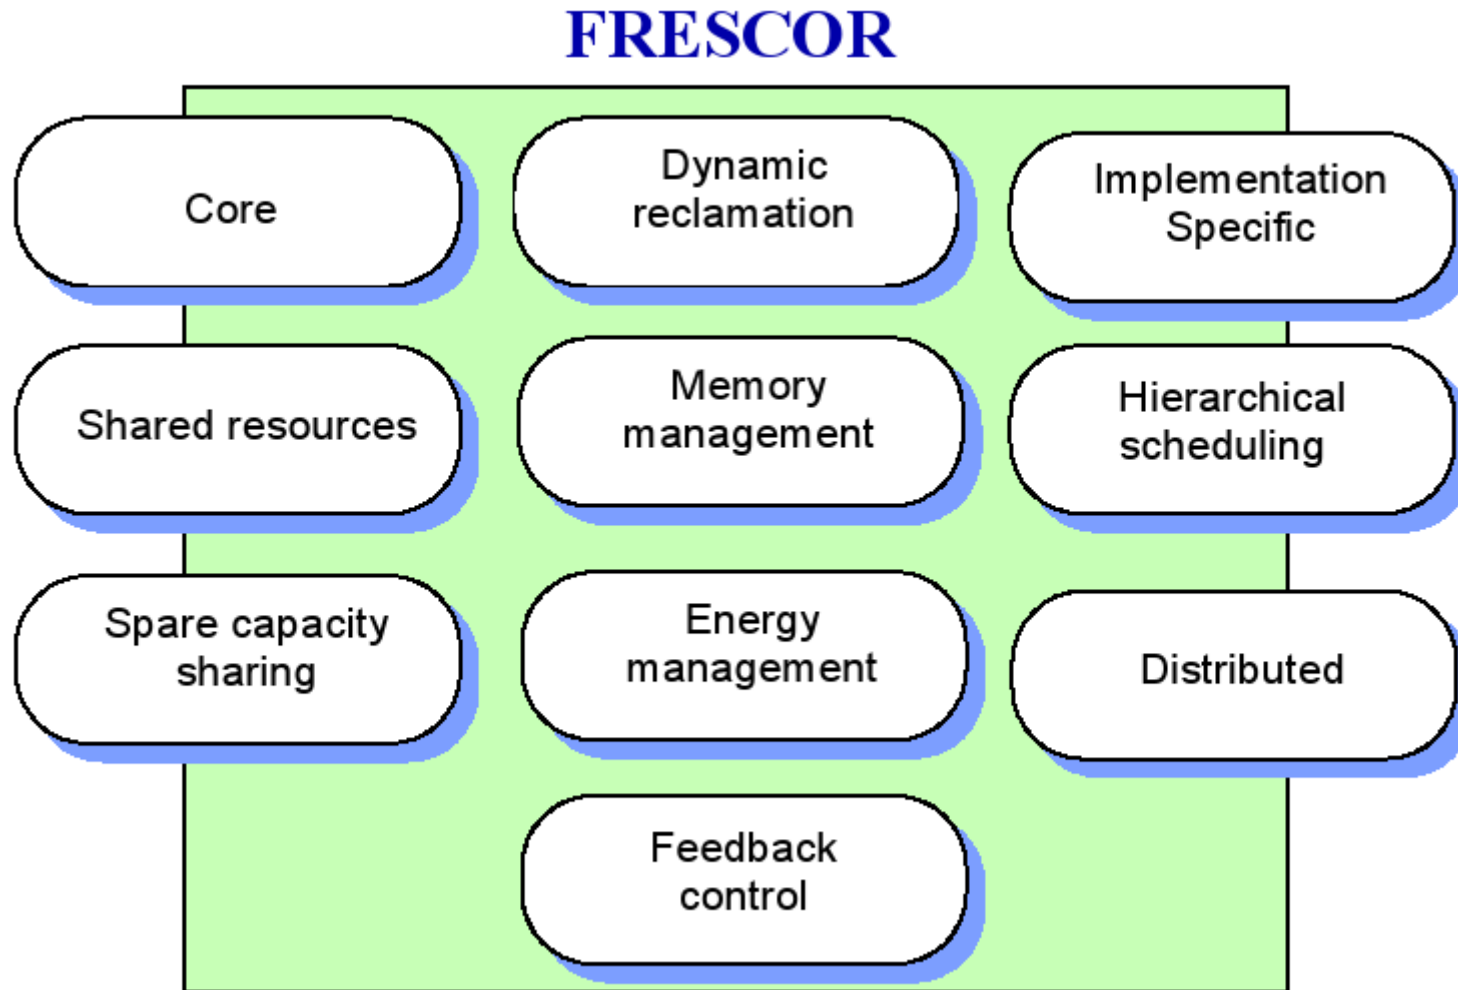 FRESCOR
Core
Dynamic
reclamation
Implementation
Specific
Shared resources
Memory
management
Hierarchical
scheduling
Spare capacity
sharing
Energy
management
Distributed
Feedback
control